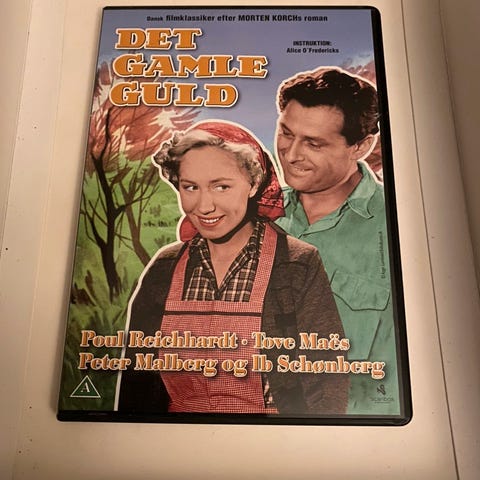 Dansk filmklassiker efter MORTEN KORCHs roman
DET
GAMLE
GULD
INSTRUKTION:
Alice O'Fredericks
Poul Reichhardt · Tove Maës
Peter Malberg og Ib Schønberg
A
scanbox